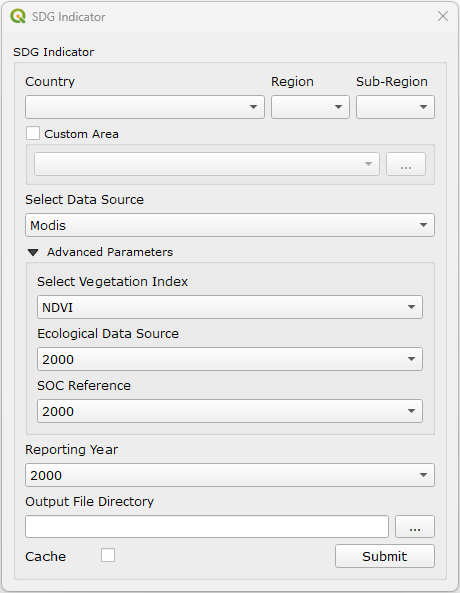 SDG Indicator
SDG Indicator
Country Region Sub-Region
Custom Area
...
Select Data Source
Modis
Advanced Parameters
Select Vegetation Index
NDVI
Ecological Data Source
2000
SOC Reference
2000
Reporting Year
2000
Output File Directory
...
Cache Submit